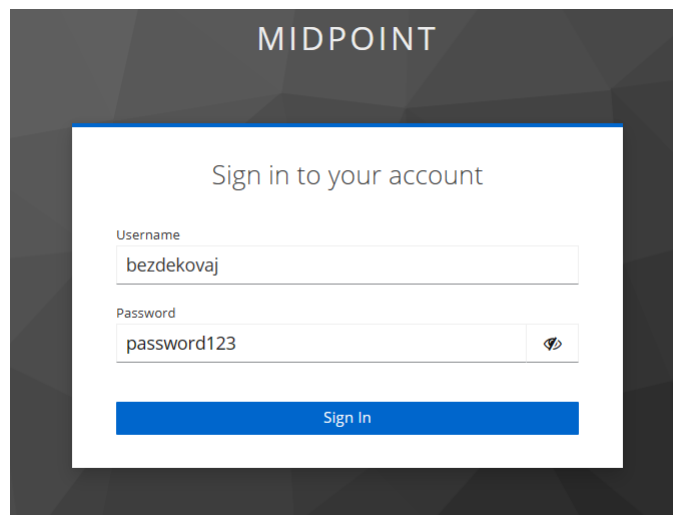 MIDPOINT
Sign in to your account
Username
bezdekovaj
Password
password123
Sign In